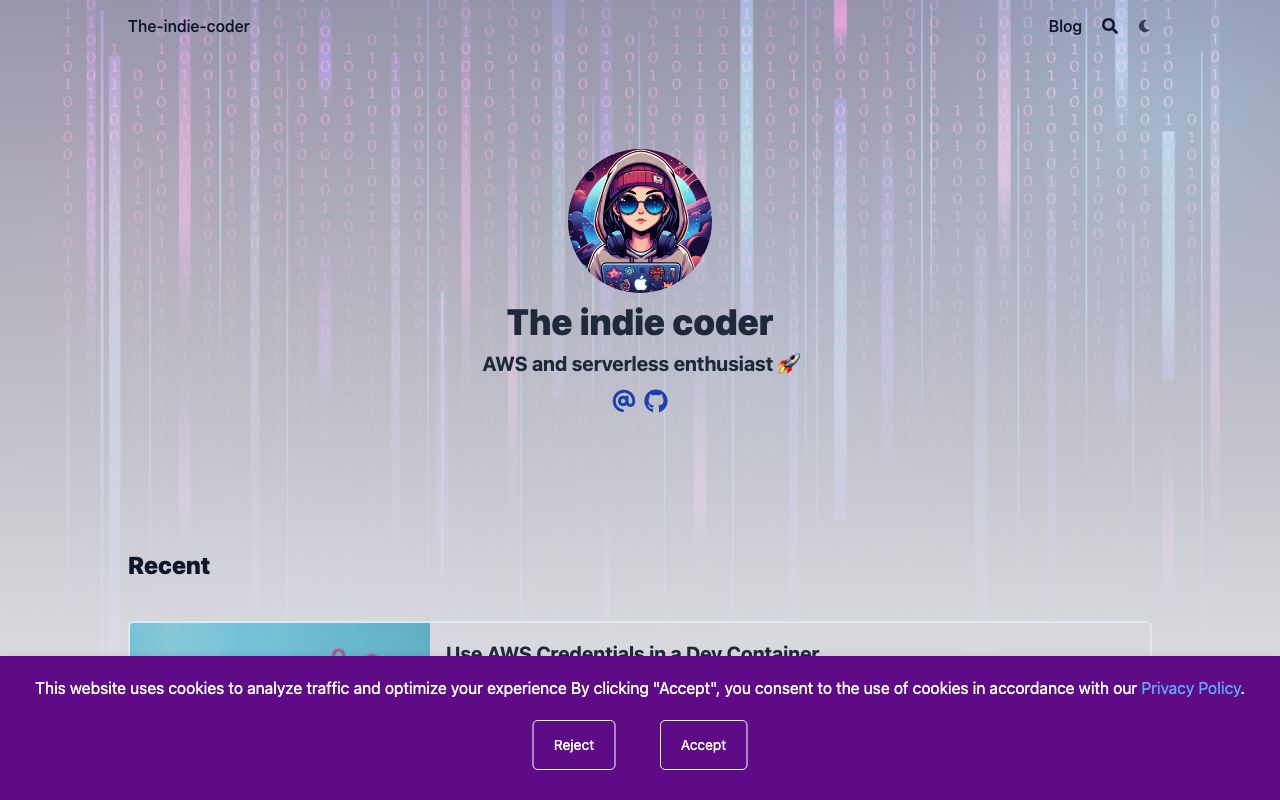 The-indie-coder
Blog
The indie coder
AWS and serverless enthusiast 🚀
Recent
Use AWS Credentials in a Dev Container
This website uses cookies to analyze traffic and optimize your experience By clicking "Accept", you consent to the use of cookies in accordance with our Privacy Policy.
Reject
Accept